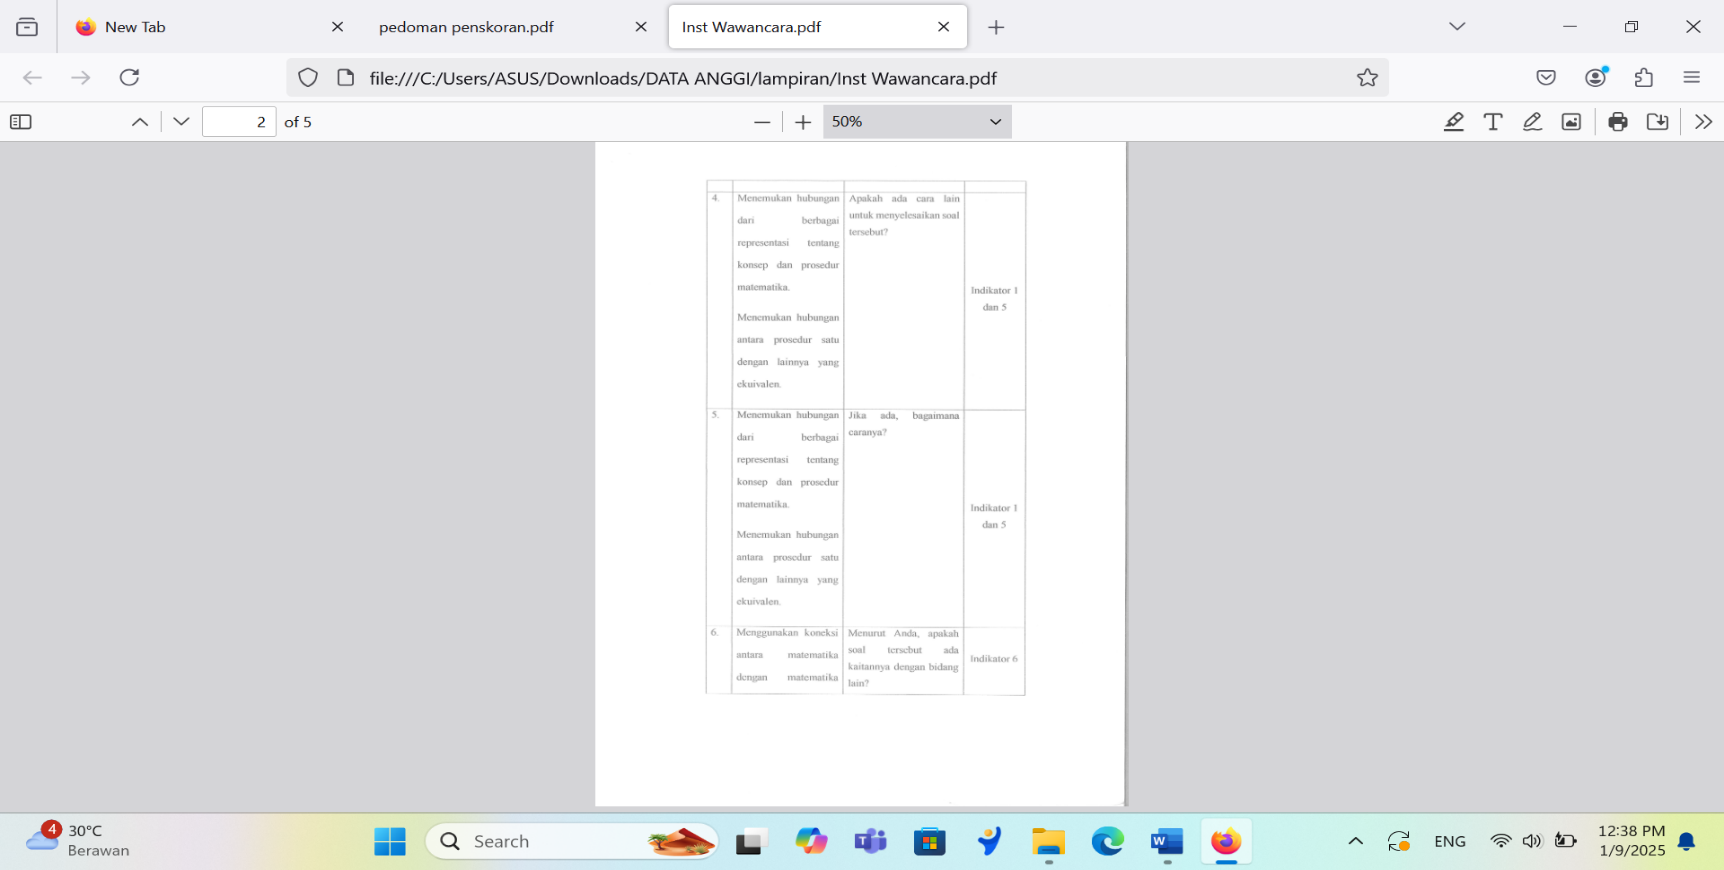 New Tab
pedoman penskoran.pdf
Inst Wawancara.pdf
file:///C:/Users/ASUS/Downloads/DATA ANGGI/lampiran/Inst Wawancara.pdf
2 of 5
50%
4.
Menemukan hubungan
dari berbagai
representasi tentang
konsep dan prosedur
matematika.
Menemukan hubungan
antara prosedur satu
dengan lainnya yang
ekuivalen.
Apakah ada cara lain
untuk menyelesaikan soal
tersebut?
Indikator 1
dan 5
5.
Menemukan hubungan
dari berbagai
representasi tentang
konsep dan prosedur
matematika.
Menemukan hubungan
antara prosedur satu
dengan lainnya yang
ekuivalen.
Jika ada, bagaimana
caranya?
Indikator 1
dan 5
6.
Menggunakan koneksi
antara matematika
dengan matematika
Menurut Anda, apakah
soal tersebut ada
kaitannya dengan bidang
lain?
Indikator 6
4
30°C
Berawan
Search
ENG
12:38 PM
1/9/2025